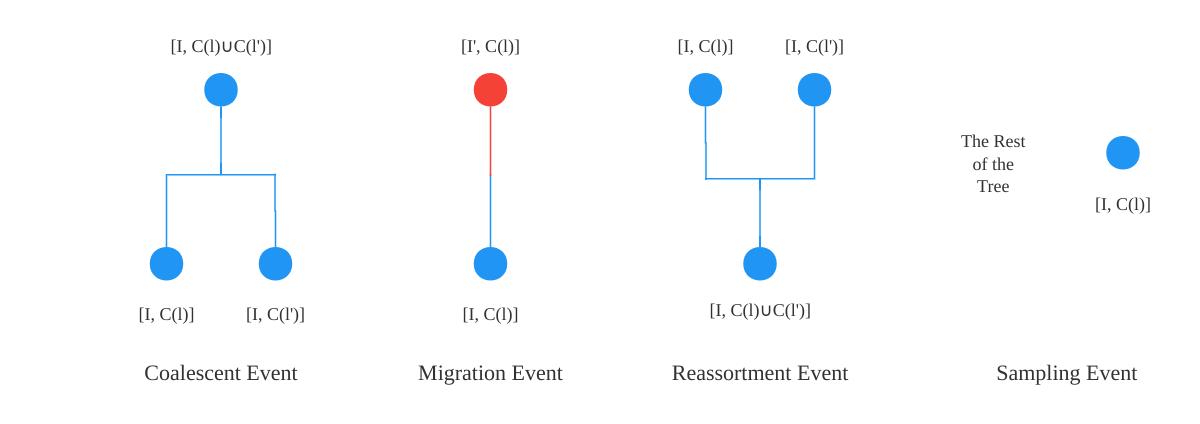 [I, C(l)∪C(l')]
[I, C(l)]
[I, C(l')]
Coalescent Event
[I', C(l)]
[I, C(l)]
Migration Event
[I, C(l)]
[I, C(l')]
[I, C(l)∪C(l')]
Reassortment Event
The Rest
of the
Tree
[I, C(l)]
Sampling Event